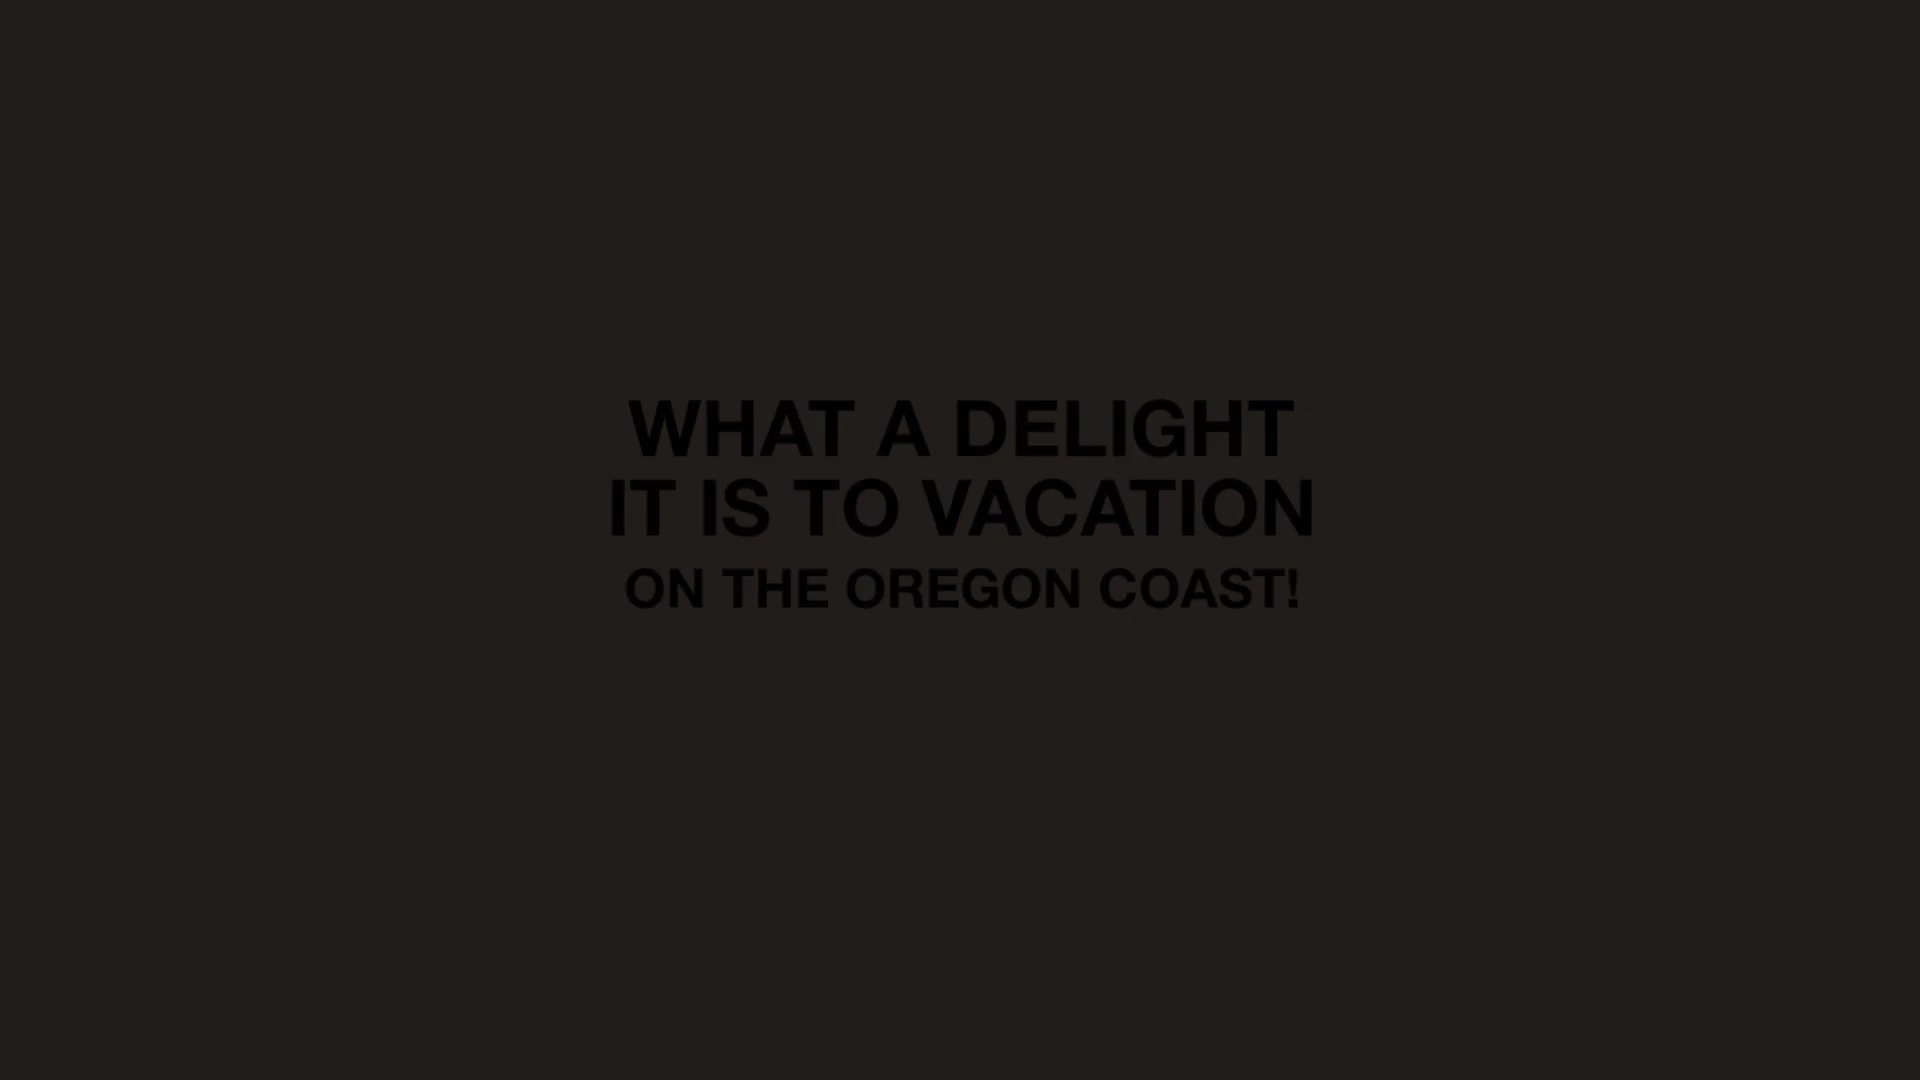 WHAT A DELIGHT
IT IS TO VACATION
ON THE OREGON COAST!